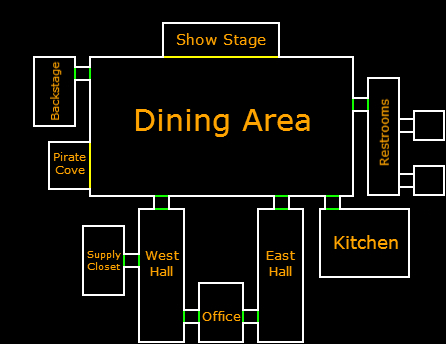 Show Stage
Backstage
Dining Area
Restrooms
Pirate
Cove
Supply
Closet
West
Hall
East
Hall
Kitchen
Office